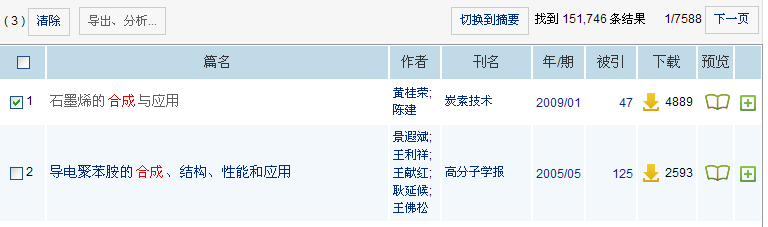 ( 3 ) 清除 导出、分析... 切换到摘要 找到 151,746 条结果 1/7588 下一页
篇名 作者 刊名 年/期 被引 下载 预览
1 石墨烯的合成与应用 黄桂荣; 炭素技术 2009/01 47 4889
陈建
2 导电聚苯胺的合成、结构、性能和应用 景遐斌; 高分子学报 2005/05 125 2593
王利祥;
王献红;
耿延候;
王佛松